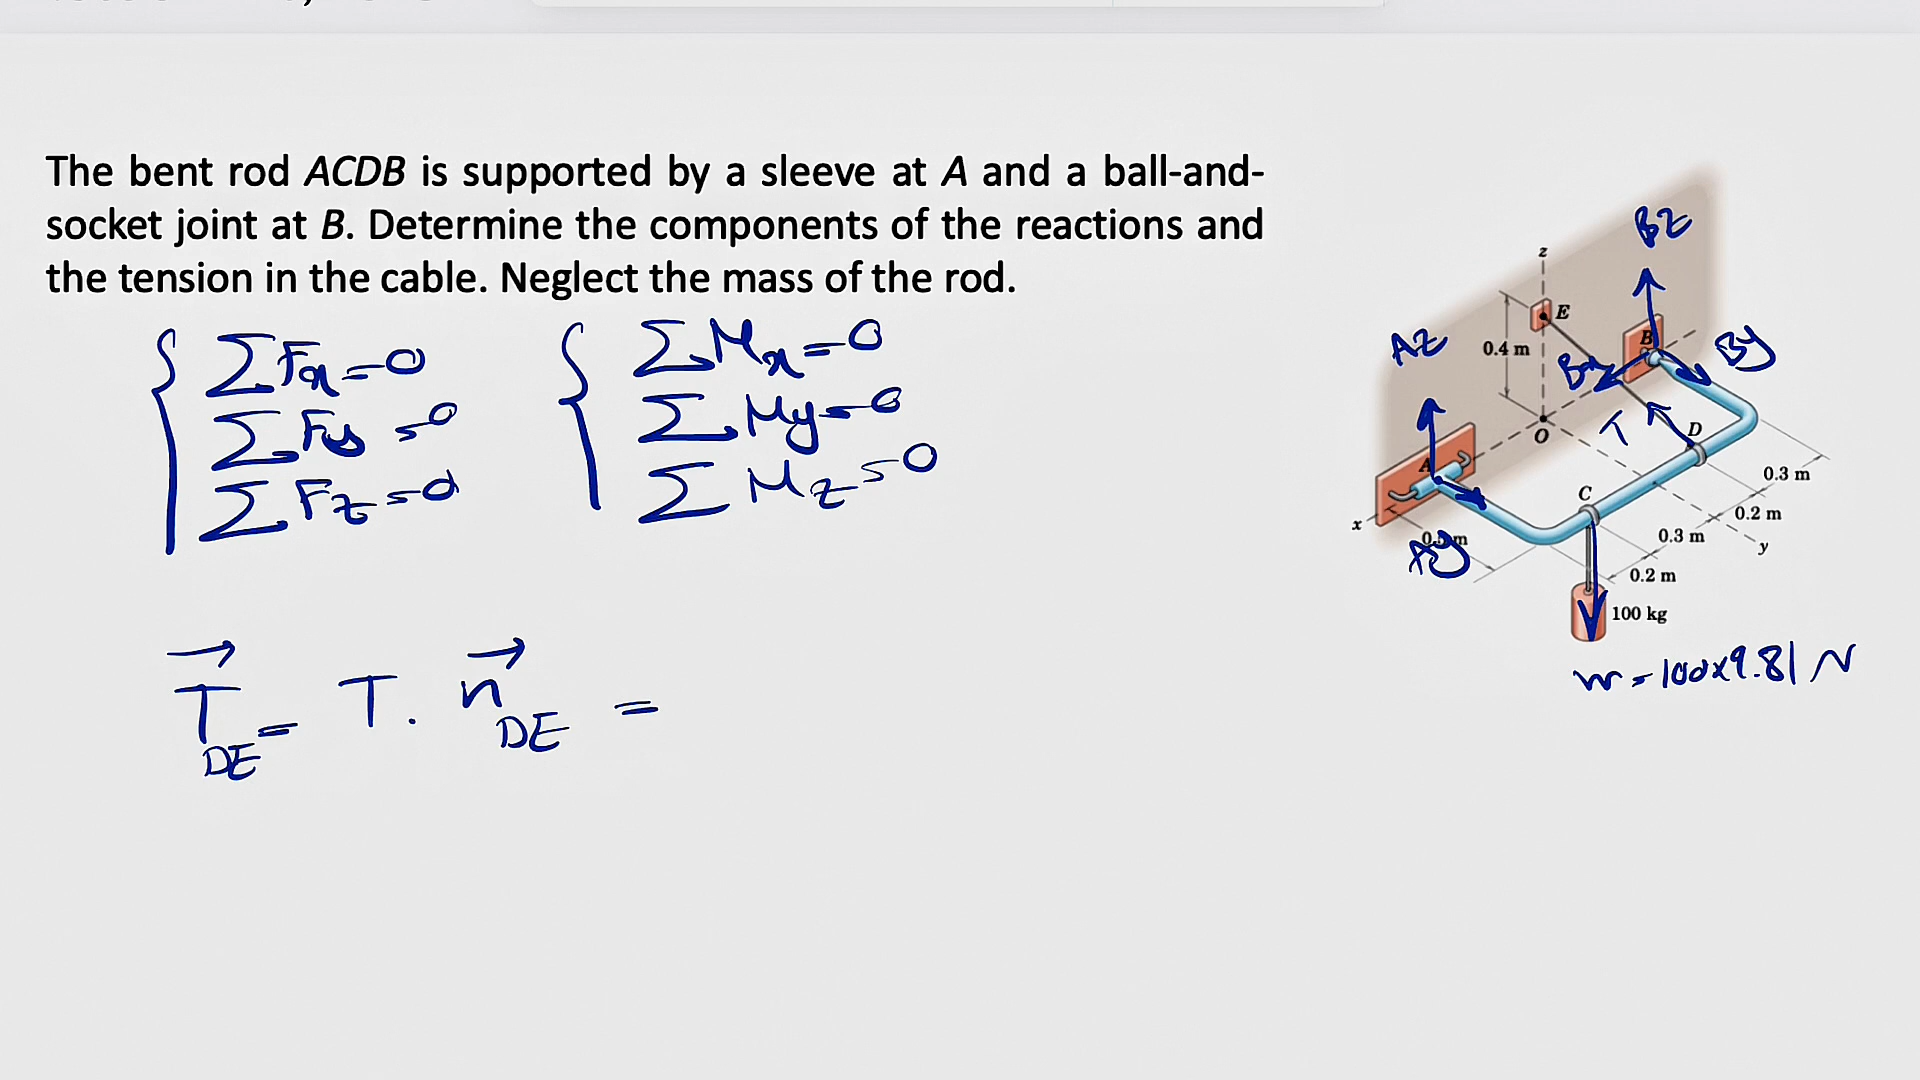 The bent rod ACDB is supported by a sleeve at A and a ball-and-
socket joint at B. Determine the components of the reactions and
the tension in the cable. Neglect the mass of the rod.
ΣFx=0
ΣFy=0
ΣFz=0
ΣMx=0
ΣMy=0
ΣMz=0
T⃗DE = T. n⃗DE =
Bz
z
E
Az
0.4 m
B
By
Bx
O
T
D
A
0.3 m
C
x
0.2 m
0.3 m
y
Ay
0.2 m
100 kg
W=100x9.81 N